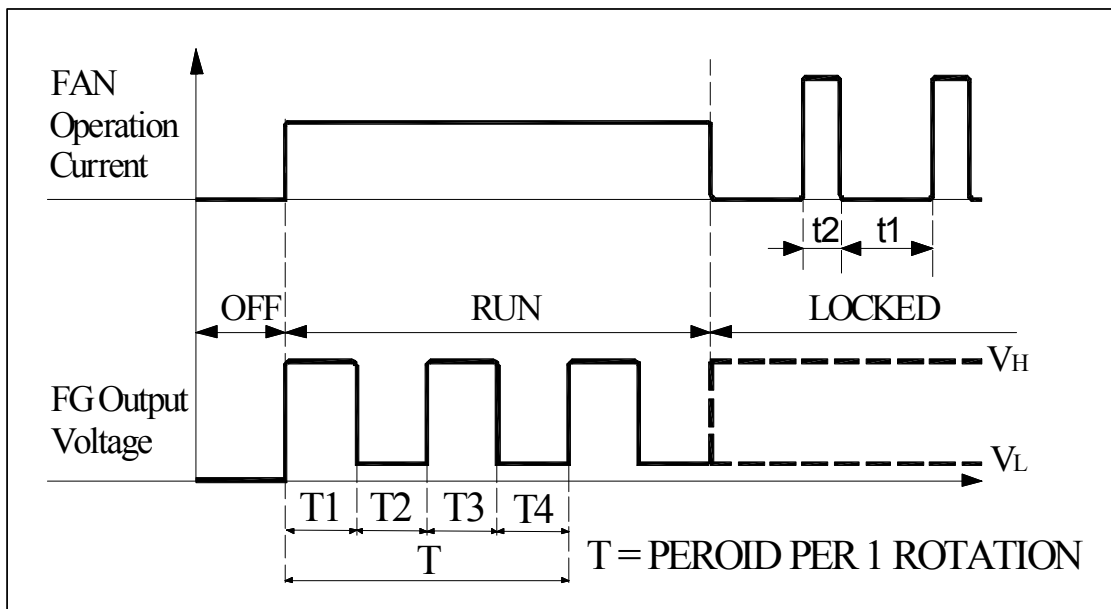 FAN
Operation
Current
t2 t1
OFF RUN LOCKED
VH
FG Output
Voltage
VL
T1 T2 T3 T4
T T = PEROID PER 1 ROTATION